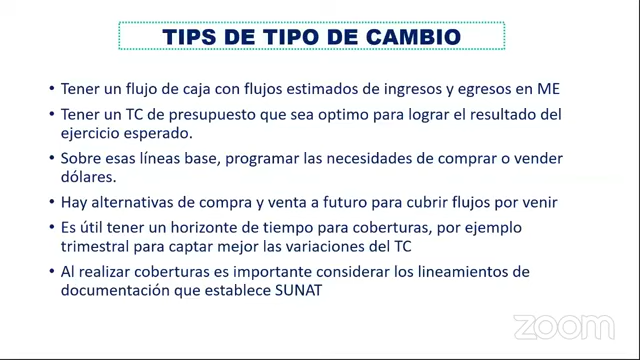 TIPS DE TIPO DE CAMBIO
• Tener un flujo de caja con flujos estimados de ingresos y egresos en ME
• Tener un TC de presupuesto que sea optimo para lograr el resultado del
ejercicio esperado.
• Sobre esas líneas base, programar las necesidades de comprar o vender
dólares.
• Hay alternativas de compra y venta a futuro para cubrir flujos por venir
• Es útil tener un horizonte de tiempo para coberturas, por ejemplo
trimestral para captar mejor las variaciones del TC
• Al realizar coberturas es importante considerar los lineamientos de
documentación que establece SUNAT
zoom